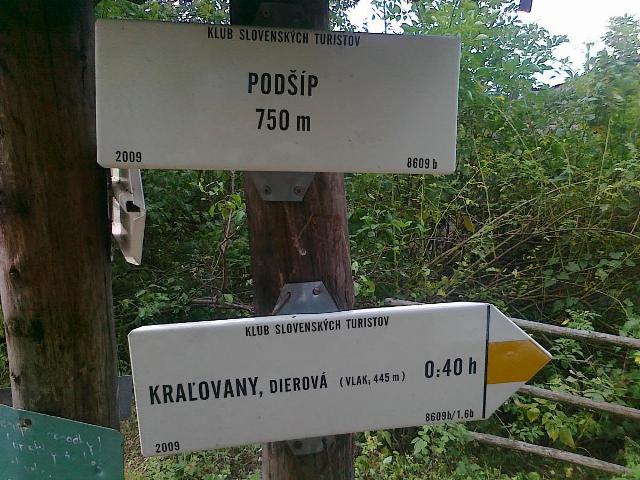 KLUB SLOVENSKÝCH TURISTOV
PODŠÍP
750 m
2009 8609 b
KLUB SLOVENSKÝCH TURISTOV
KRAĽOVANY, DIEROVÁ (VLAK, 445 m) 0:40 h
2009 8609b/1,6b